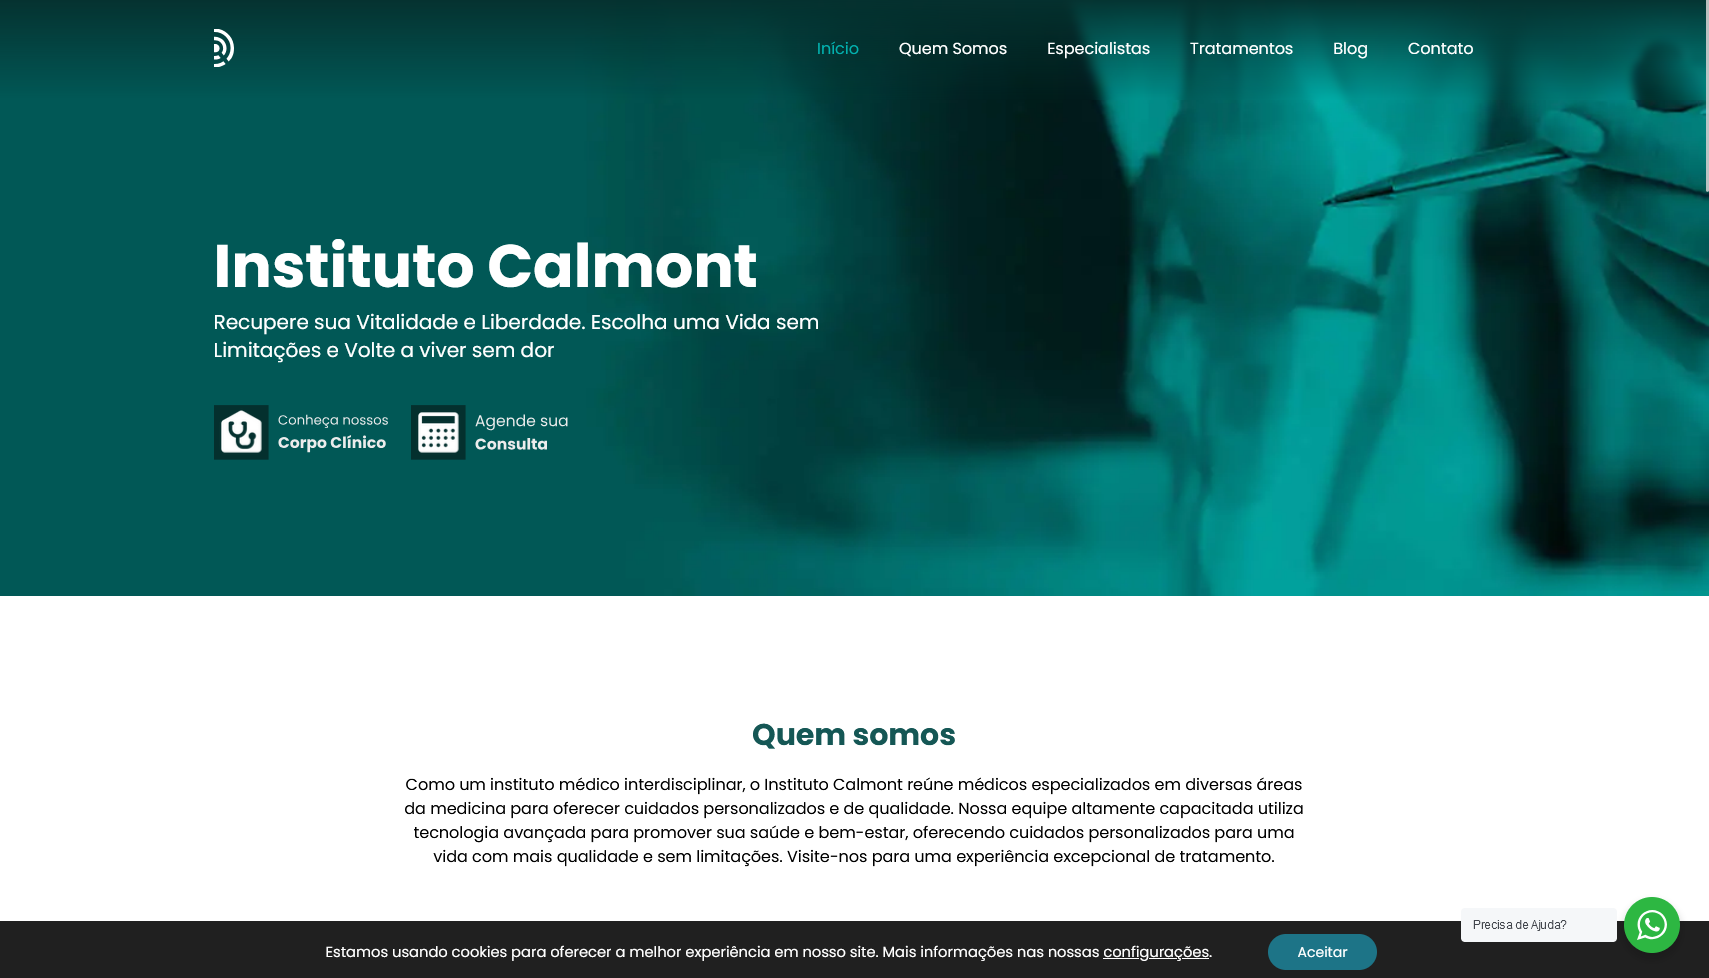 Início
Quem Somos
Especialistas
Tratamentos
Blog
Contato
Instituto Calmont
Recupere sua Vitalidade e Liberdade. Escolha uma Vida sem
Limitações e Volte a viver sem dor
Conheça nossos
Corpo Clínico
Agende sua
Consulta
Quem somos
Como um instituto médico interdisciplinar, o Instituto Calmont reúne médicos especializados em diversas áreas
da medicina para oferecer cuidados personalizados e de qualidade. Nossa equipe altamente capacitada utiliza
tecnologia avançada para promover sua saúde e bem-estar, oferecendo cuidados personalizados para uma
vida com mais qualidade e sem limitações. Visite-nos para uma experiência excepcional de tratamento.
Precisa de Ajuda?
Estamos usando cookies para oferecer a melhor experiência em nosso site. Mais informações nas nossas configurações.
Aceitar